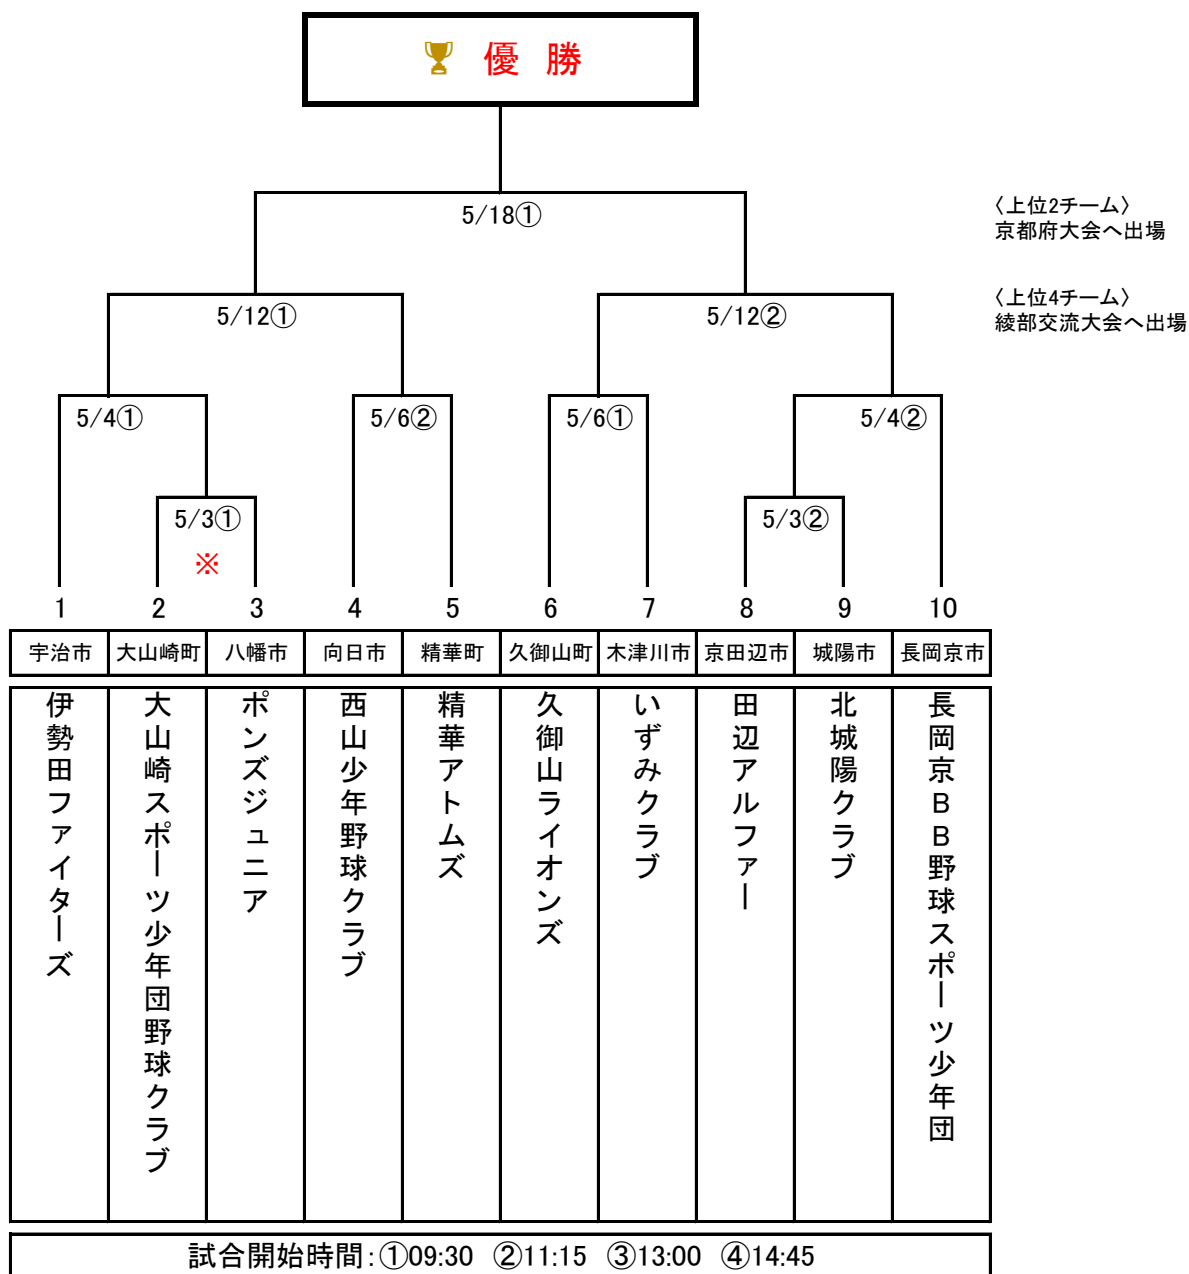 🏆 優 勝
5/18①
〈上位2チーム〉
京都府大会へ出場
5/12①
5/12②
〈上位4チーム〉
綾部交流大会へ出場
5/4①
5/6②
5/6①
5/4②
5/3①
5/3②
※
1 2 3 4 5 6 7 8 9 10
宇治市 大山崎町 八幡市 向日市 精華町 久御山町 木津川市 京田辺市 城陽市 長岡京市
伊勢田ファイターズ
大山崎スポーツ少年団野球クラブ
ポンズジュニア
西山少年野球クラブ
精華アトムズ
久御山ライオンズ
いずみクラブ
田辺アルファー
北城陽クラブ
長岡京BB野球スポーツ少年団
試合開始時間:①09:30 ②11:15 ③13:00 ④14:45